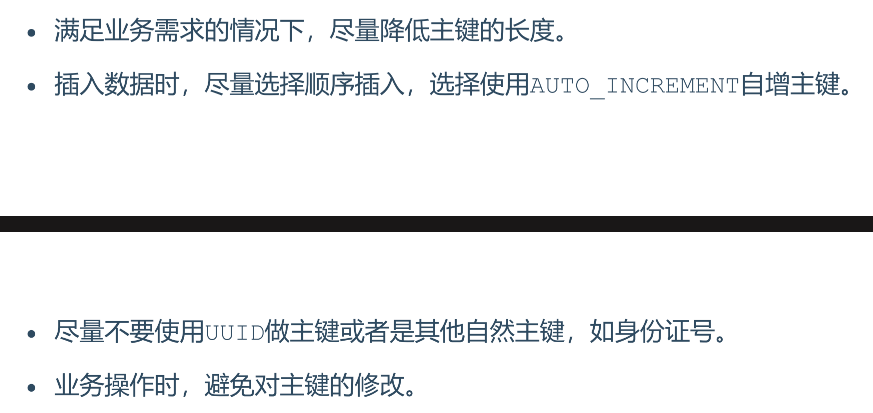 • 满足业务需求的情况下，尽量降低主键的长度。
• 插入数据时，尽量选择顺序插入，选择使用AUTO_INCREMENT自增主键。
• 尽量不要使用UUID做主键或者是其他自然主键，如身份证号。
• 业务操作时，避免对主键的修改。